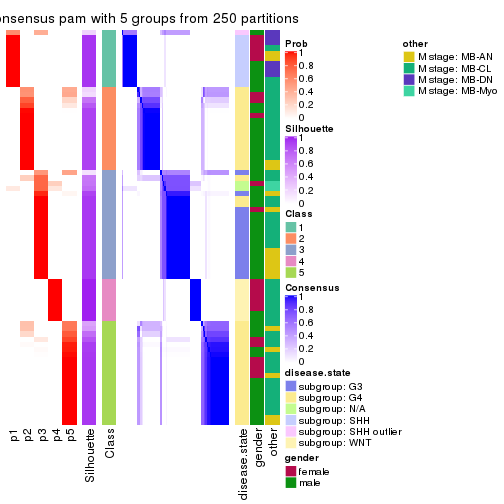 onsensus pam with 5 groups from 250 partitions
Prob
1
0.8
0.6
0.4
0.2
0
Silhouette
1
0.8
0.6
0.4
0.2
0
Class
1
2
3
4
5
Consensus
1
0.8
0.6
0.4
0.2
0
disease.state
subgroup: G3
subgroup: G4
subgroup: N/A
subgroup: SHH
subgroup: SHH outlier
subgroup: WNT
gender
female
male
other
M stage: MB-AN
M stage: MB-CL
M stage: MB-DN
M stage: MB-Myo
p1
p2
p3
p4
p5
Silhouette
Class
disease.state
gender
other